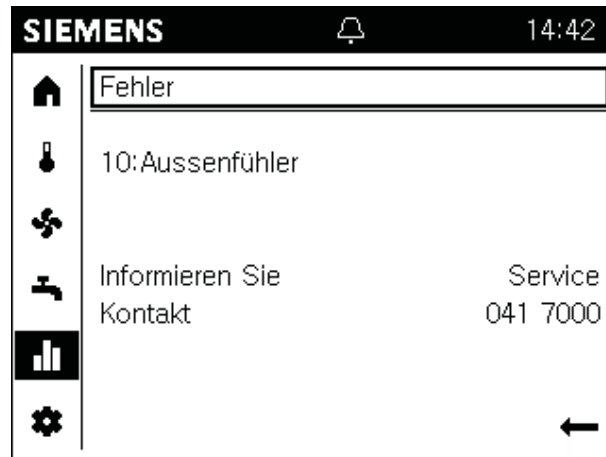 SIEMENS 14:42
Fehler
10:Aussenfühler
Informieren Sie Service
Kontakt 041 7000